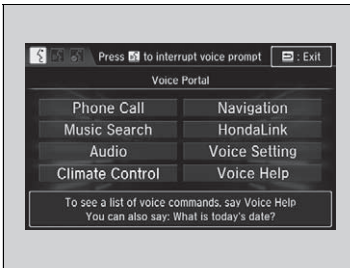 Press to interrupt voice prompt : Exit
Voice Portal
Phone Call Navigation
Music Search HondaLink
Audio Voice Setting
Climate Control Voice Help
To see a list of voice commands, say Voice Help
You can also say: What is today's date?